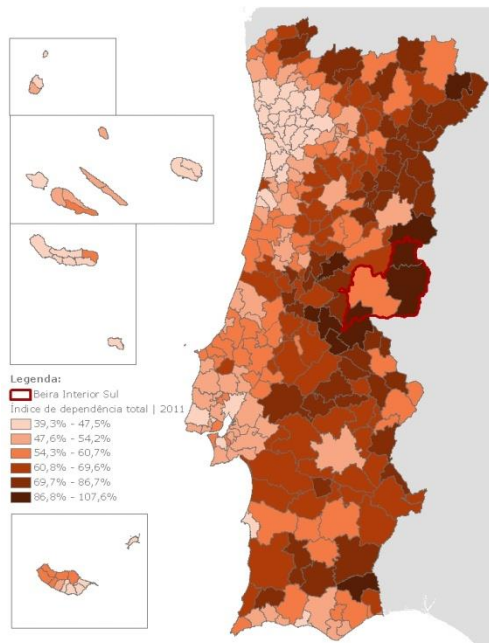 Legenda:
Beira Interior Sul
Índice de dependência total | 2011
39,3% - 47,5%
47,6% - 54,2%
54,3% - 60,7%
60,8% - 69,6%
69,7% - 86,7%
86,8% - 107,6%